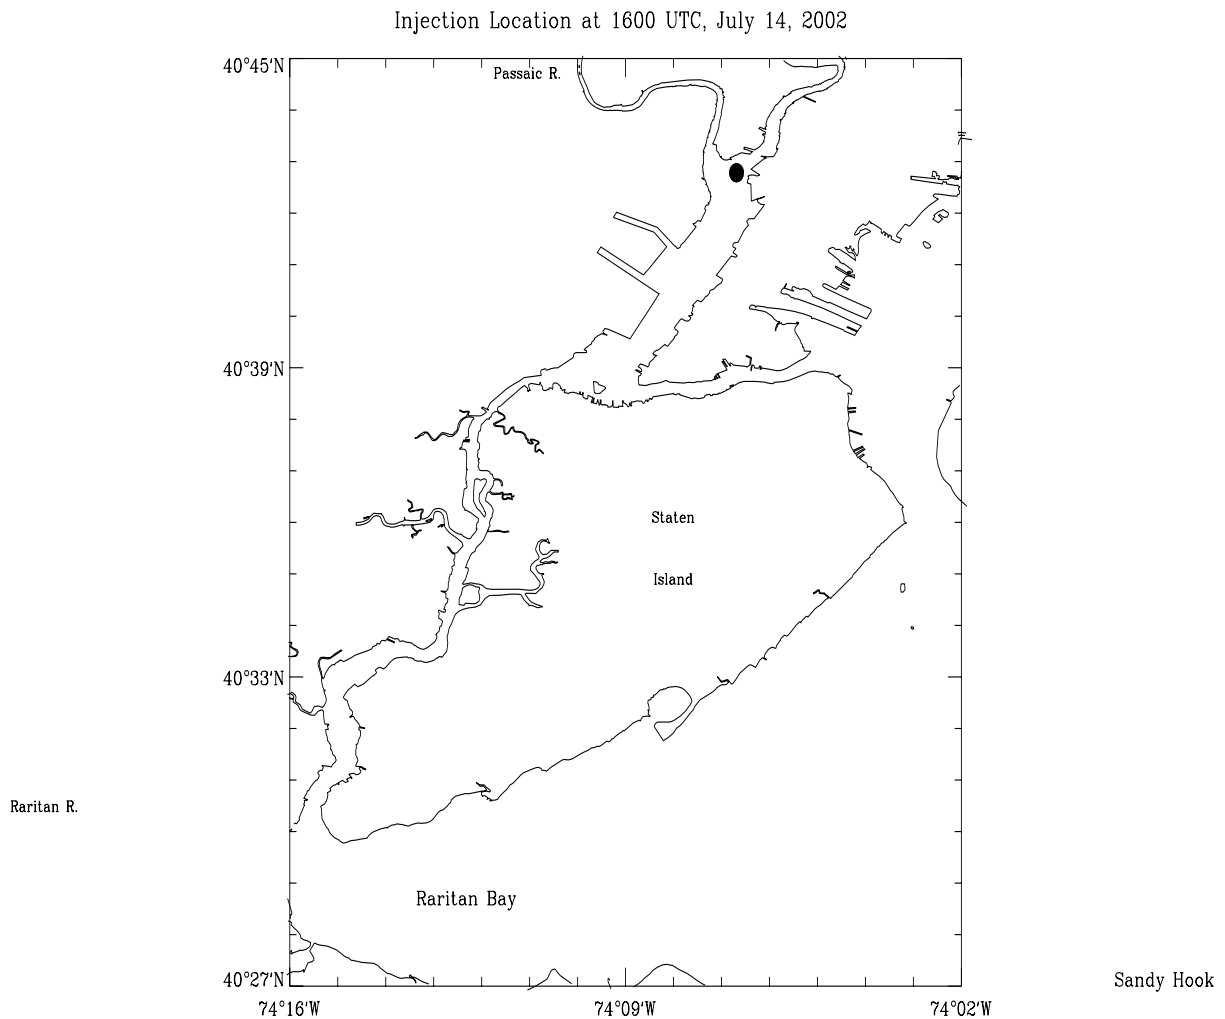 Injection Location at 1600 UTC, July 14, 2002
40°45'N
Passaic R.
40°39'N
Staten
Island
40°33'N
Raritan R.
Raritan Bay
40°27'N
Sandy Hook
74°16'W 74°09'W 74°02'W